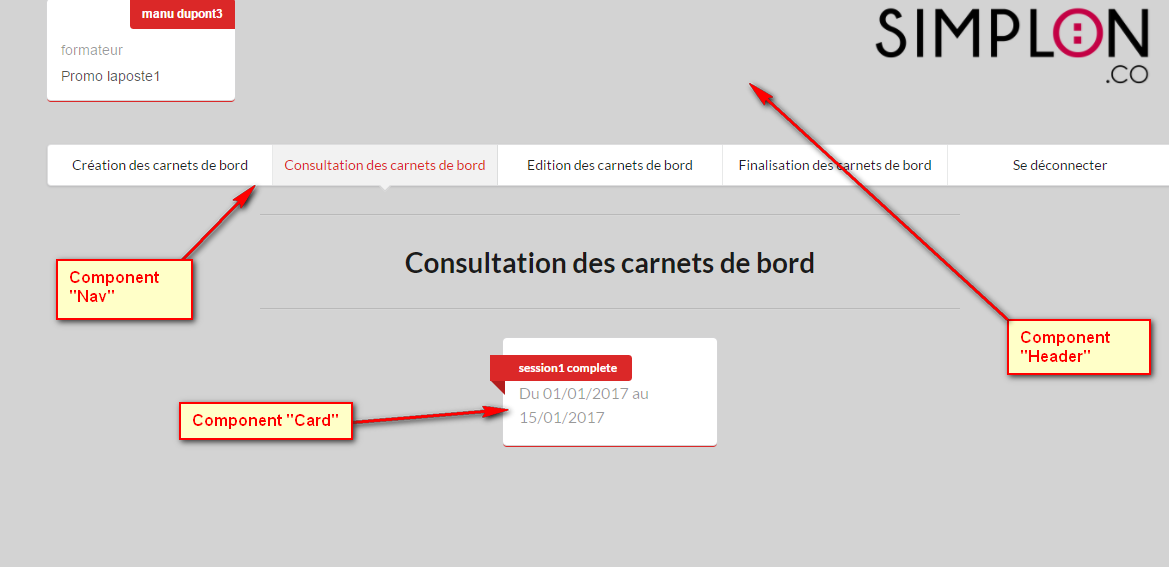 manu dupont3
formateur
Promo laposte1
SIMPLON
.CO
Création des carnets de bord
Consultation des carnets de bord
Edition des carnets de bord
Finalisation des carnets de bord
Se déconnecter
Component
"Nav"
Consultation des carnets de bord
Component
"Header"
session1 complete
Du 01/01/2017 au
15/01/2017
Component "Card"